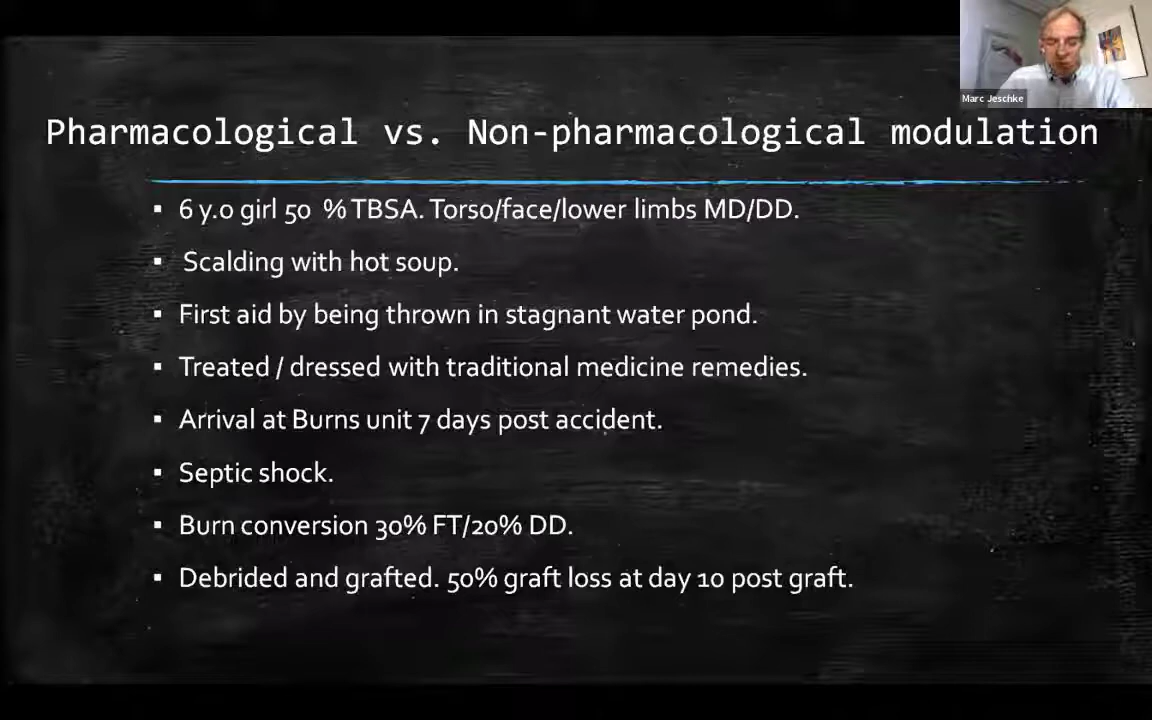 Marc Jeschke
Pharmacological vs. Non-pharmacological modulation
▪ 6 y.o girl 50 % TBSA. Torso/face/lower limbs MD/DD.
▪ Scalding with hot soup.
▪ First aid by being thrown in stagnant water pond.
▪ Treated / dressed with traditional medicine remedies.
▪ Arrival at Burns unit 7 days post accident.
▪ Septic shock.
▪ Burn conversion 30% FT/20% DD.
▪ Debrided and grafted. 50% graft loss at day 10 post graft.